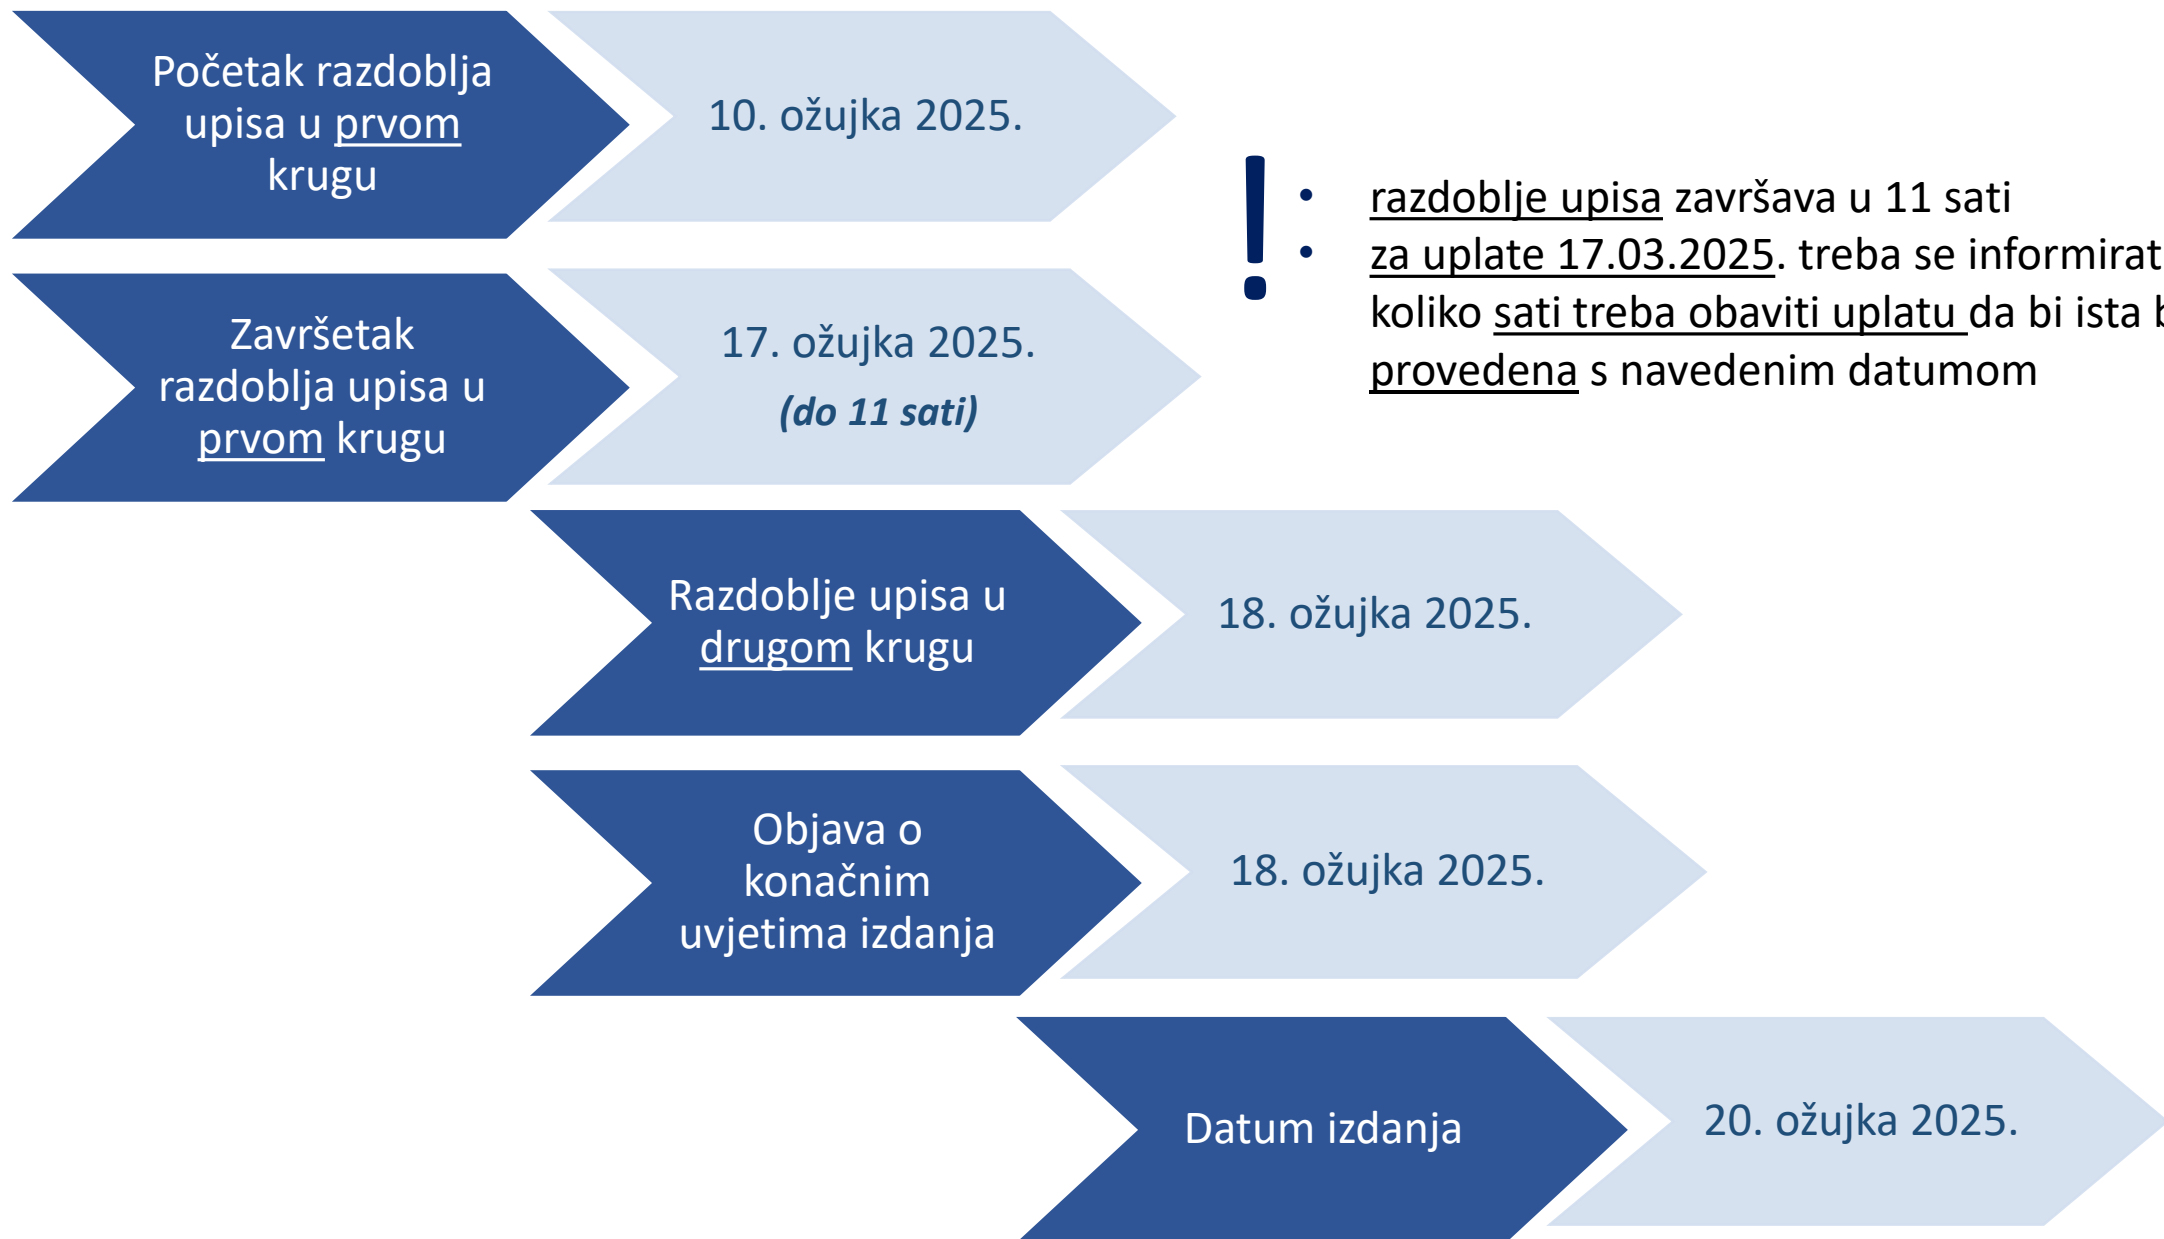 Početak razdoblja
upisa u prvom
krugu
10. ožujka 2025.
!
• razdoblje upisa završava u 11 sati
• za uplate 17.03.2025. treba se informirat
koliko sati treba obaviti uplatu da bi ista
provedena s navedenim datumom
Završetak
razdoblja upisa u
prvom krugu
17. ožujka 2025.
(do 11 sati)
Razdoblje upisa u
drugom krugu
18. ožujka 2025.
Objava o
konačnim
uvjetima izdanja
18. ožujka 2025.
Datum izdanja
20. ožujka 2025.